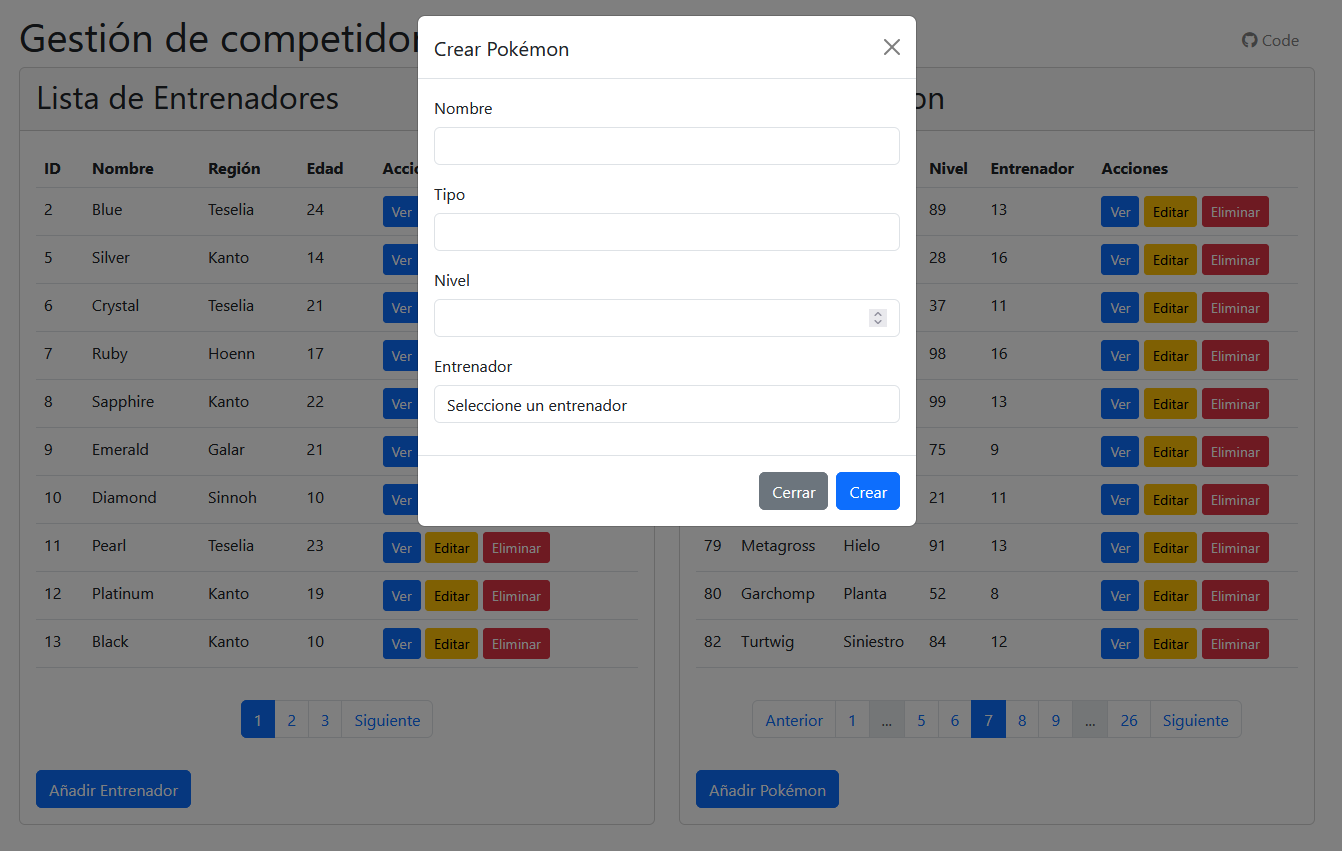 Gestión de competidor
Code
Crear Pokémon
Nombre
Tipo
Nivel
Entrenador
Seleccione un entrenador
Cerrar Crear
Lista de Entrenadores
ID Nombre Región Edad Accio
2 Blue Teselia 24 Ver
5 Silver Kanto 14 Ver
6 Crystal Teselia 21 Ver
7 Ruby Hoenn 17 Ver
8 Sapphire Kanto 22 Ver
9 Emerald Galar 21 Ver
10 Diamond Sinnoh 10 Ver
11 Pearl Teselia 23 Ver Editar Eliminar
12 Platinum Kanto 19 Ver Editar Eliminar
13 Black Kanto 10 Ver Editar Eliminar
1 2 3 Siguiente
Añadir Entrenador
on
Nivel Entrenador Acciones
89 13 Ver Editar Eliminar
28 16 Ver Editar Eliminar
37 11 Ver Editar Eliminar
98 16 Ver Editar Eliminar
99 13 Ver Editar Eliminar
75 9 Ver Editar Eliminar
21 11 Ver Editar Eliminar
79 Metagross Hielo 91 13 Ver Editar Eliminar
80 Garchomp Planta 52 8 Ver Editar Eliminar
82 Turtwig Siniestro 84 12 Ver Editar Eliminar
Anterior 1 ... 5 6 7 8 9 ... 26 Siguiente
Añadir Pokémon